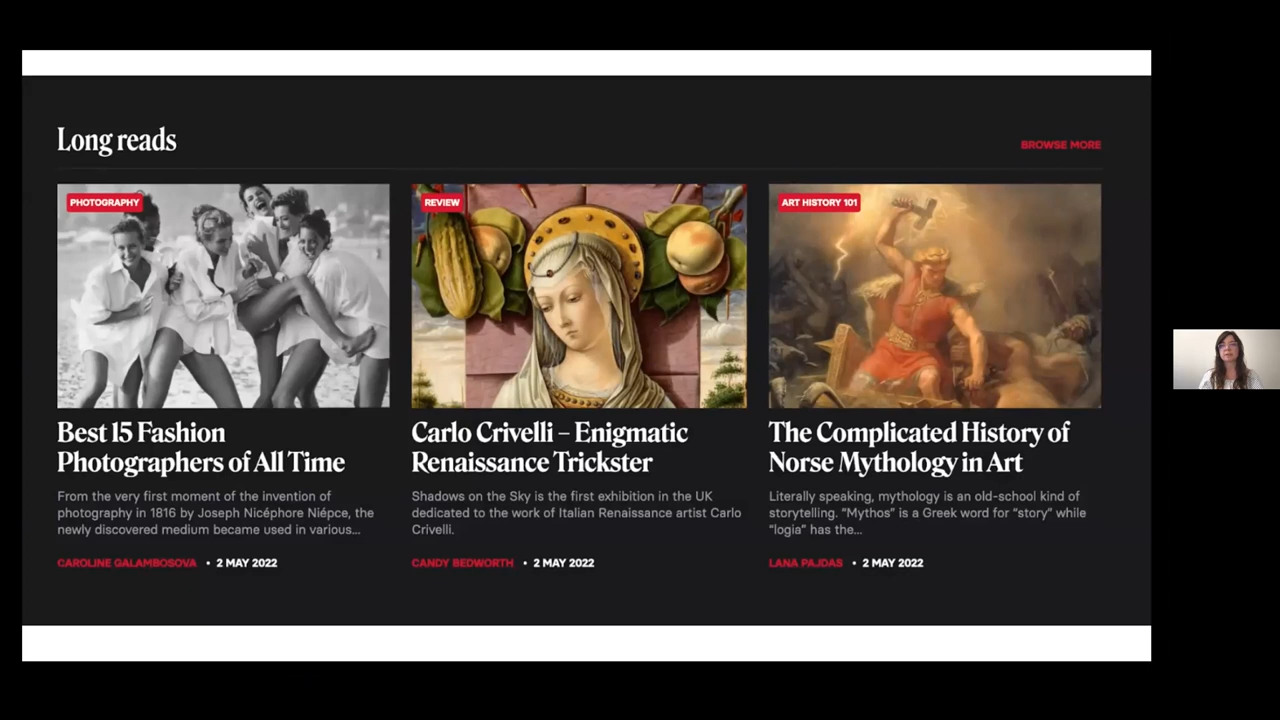 Long reads
BROWSE MORE
PHOTOGRAPHY
Best 15 Fashion
Photographers of All Time
From the very first moment of the invention of
photography in 1816 by Joseph Nicéphore Niépce, the
newly discovered medium became used in various...
CAROLINE GALAMBOSOVA • 2 MAY 2022
REVIEW
Carlo Crivelli – Enigmatic
Renaissance Trickster
Shadows on the Sky is the first exhibition in the UK
dedicated to the work of Italian Renaissance artist Carlo
Crivelli.
CANDY BEDWORTH • 2 MAY 2022
ART HISTORY 101
The Complicated History of
Norse Mythology in Art
Literally speaking, mythology is an old-school kind of
storytelling. “Mythos” is a Greek word for “story” while
“logia” has the...
LANA PAJDAS • 2 MAY 2022